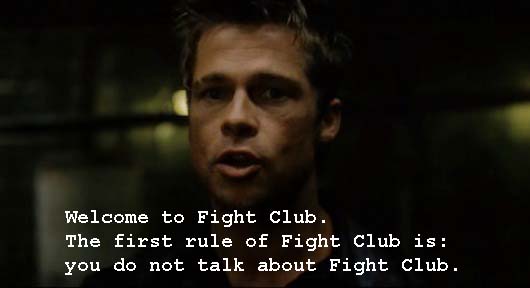 Welcome to Fight Club.
The first rule of Fight Club is:
you do not talk about Fight Club.